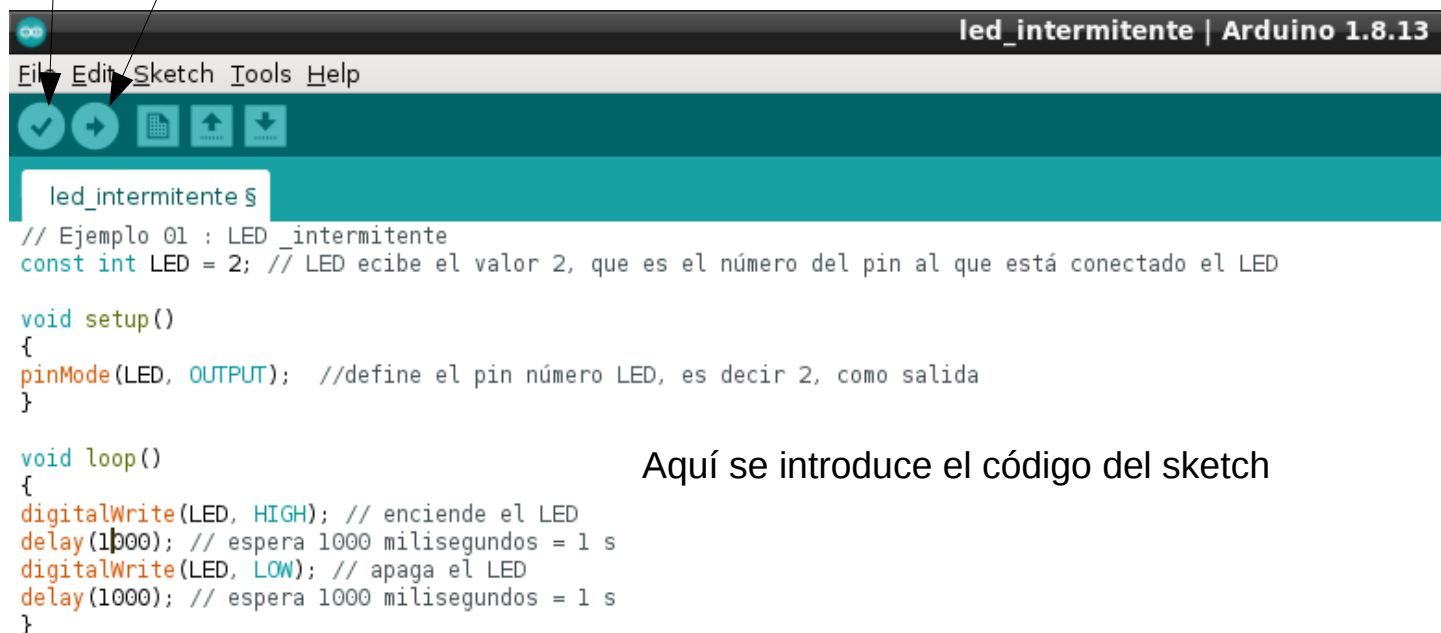 led_intermitente | Arduino 1.8.13
File Edit Sketch Tools Help
led_intermitente §
// Ejemplo 01 : LED _intermitente
const int LED = 2; // LED ecibe el valor 2, que es el número del pin al que está conectado el LED
void setup()
{
pinMode(LED, OUTPUT);  //define el pin número LED, es decir 2, como salida
}
void loop()
Aquí se introduce el código del sketch
{
digitalWrite(LED, HIGH); // enciende el LED
delay(1000); // espera 1000 milisegundos = 1 s
digitalWrite(LED, LOW); // apaga el LED
delay(1000); // espera 1000 milisegundos = 1 s
}